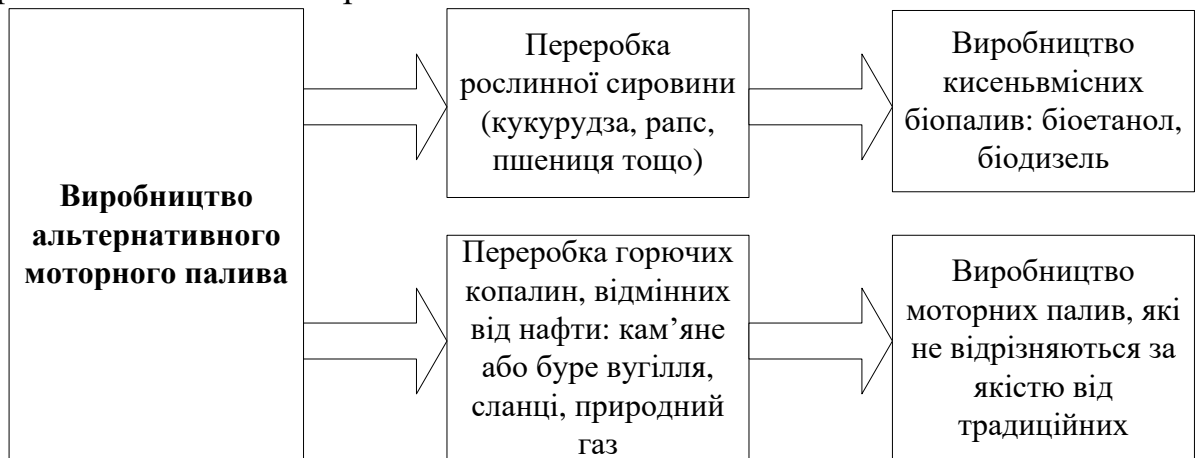 Виробництво
альтернативного
моторного палива
Переробка
рослинної сировини
(кукурудза, рапс,
пшениця тощо)
Виробництво
кисеньвмісних
біопалив: біоетанол,
біодизель
Переробка горючих
копалин, відмінних
від нафти: кам’яне
або буре вугілля,
сланці, природний
газ
Виробництво
моторних палив, які
не відрізняються за
якістю від
традиційних